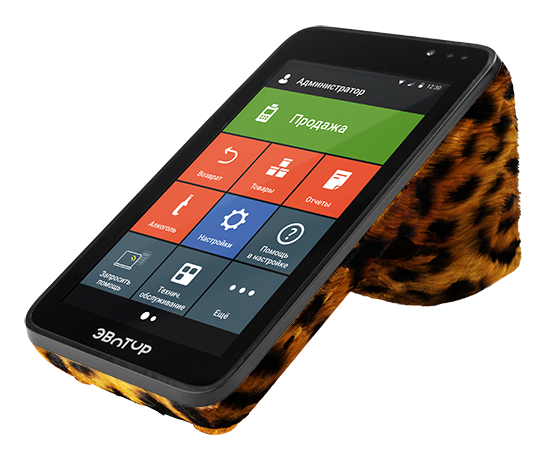 Администратор
12:30
Продажа
Возврат
Товары
Отчеты
Алкоголь
Настройки
Помощь
в настройке
Запросить
помощь
Технич.
обслуживание
Ещё
ЭВОТОР